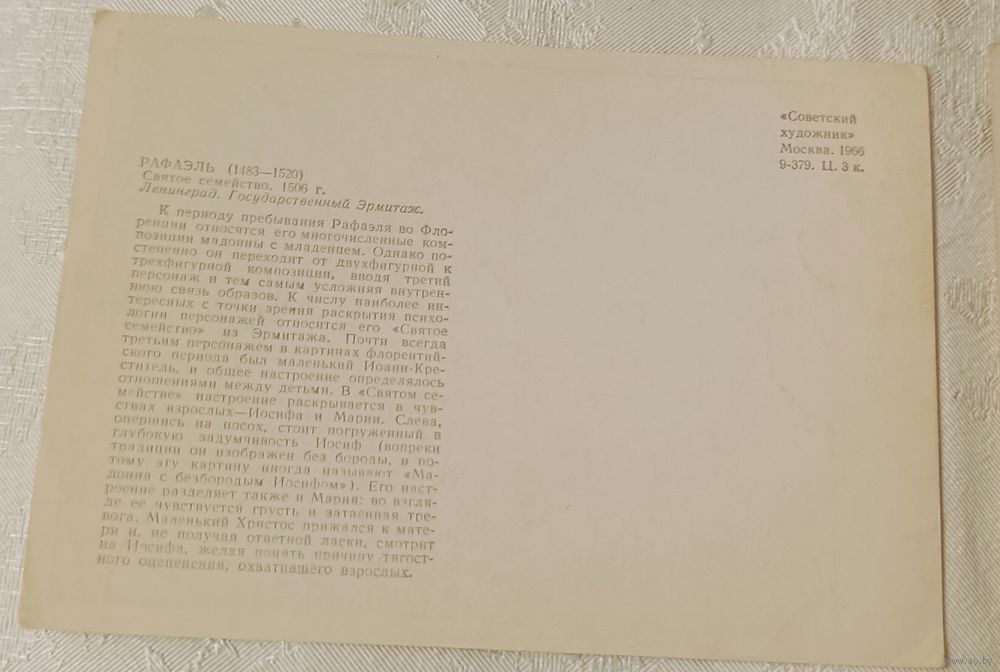 РАФАЭЛЬ (1483—1520)
Святое семейство. 1506 г.
Ленинград. Государственный Эрмитаж.
К периоду пребывания Рафаэля во Фло-
ренции относятся его многочисленные ком-
позиции мадонны с младенцем. Однако по-
степенно он переходит от двухфигурной к
трехфигурной композиции, вводя третий
персонаж и тем самым усложняя внутрен-
нюю связь образов. К числу наиболее ин-
тересных с точки зрения раскрытия психо-
логии персонажей относится его «Святое
семейство» из Эрмитажа. Почти всегда
третьим персонажем в картинах флорентий-
ского периода был маленький Иоанн-Кре-
ститель, и общее настроение определялось
отношениями между детьми. В «Святом се-
мействе» настроение раскрывается в чув-
ствах взрослых—Иосифа и Марии. Слева,
опершись на посох, стоит погруженный в
глубокую задумчивость Иосиф (вопреки
традиции он изображен без бороды, и по-
тому эту картину иногда называют «Ма-
донна с безбородым Иосифом»). Его наст-
роение разделяет также и Мария: во взгля-
де ее чувствуется грусть и затаенная тре-
вога. Маленький Христос прижался к мате-
ри и, не получая ответной ласки, смотрит
на Иосифа, желая понять причину тягост-
ного оцепенения, охватившего взрослых.
«Советский
художник»
Москва. 1966
9-379. Ц. 3 к.
www.ay.by